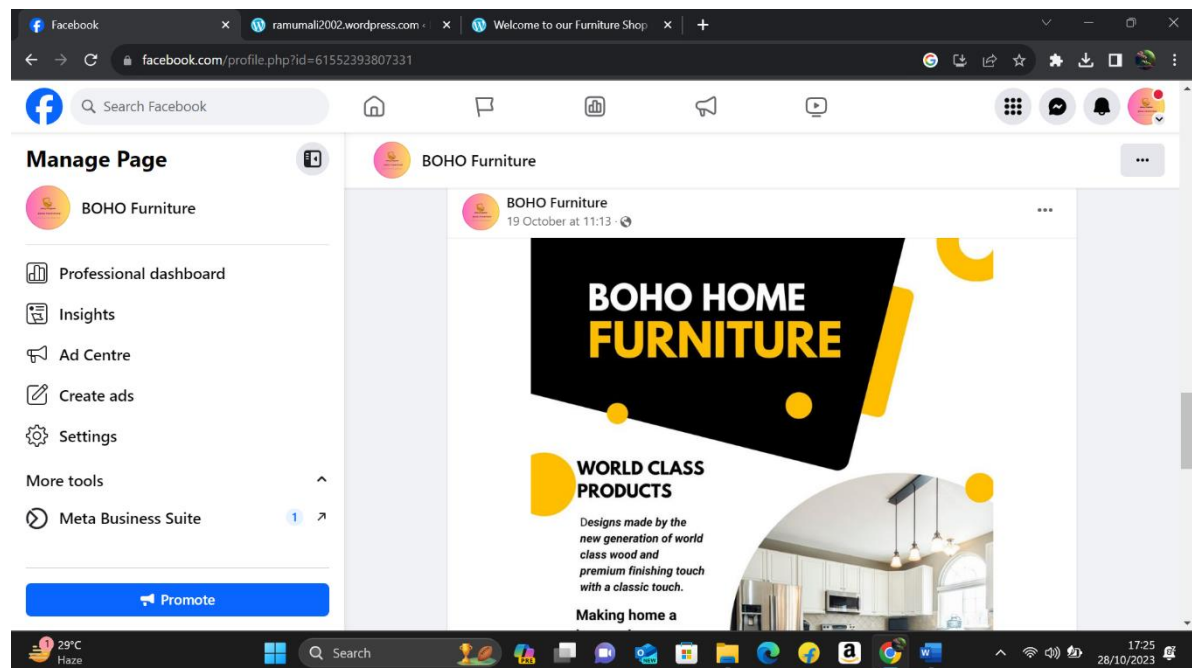 Facebook
ramumali2002.wordpress.com
Welcome to our Furniture Shop
facebook.com/profile.php?id=61552393807331
Search Facebook
Manage Page
BOHO Furniture
BOHO Furniture
BOHO Furniture
19 October at 11:13
Professional dashboard
Insights
Ad Centre
Create ads
Settings
More tools
Meta Business Suite
1
Promote
BOHO HOME
FURNITURE
WORLD CLASS
PRODUCTS
Designs made by the
new generation of world
class wood and
premium finishing touch
with a classic touch.
Making home a
1
29°C
Haze
Search
PRE
NEW
17:25
28/10/2023